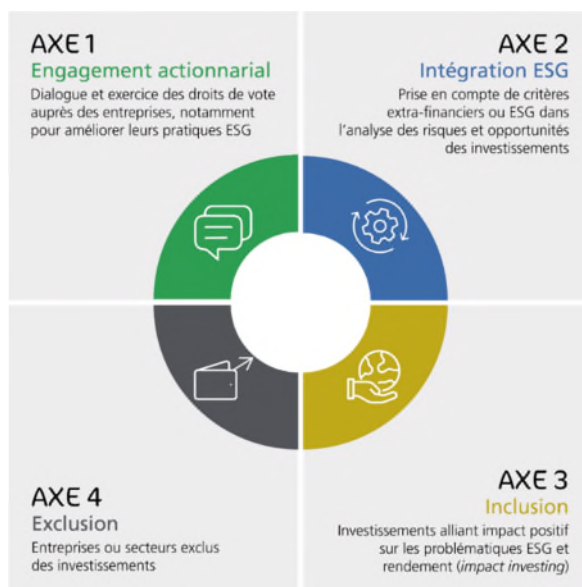 AXE 1
Engagement actionnarial
Dialogue et exercice des droits de vote
auprès des entreprises, notamment
pour améliorer leurs pratiques ESG
AXE 2
Intégration ESG
Prise en compte de critères
extra-financiers ou ESG dans
l'analyse des risques et opportunités
des investissements
AXE 4
Exclusion
Entreprises ou secteurs exclus
des investissements
AXE 3
Inclusion
Investissements alliant impact positif
sur les problématiques ESG et
rendement (impact investing)